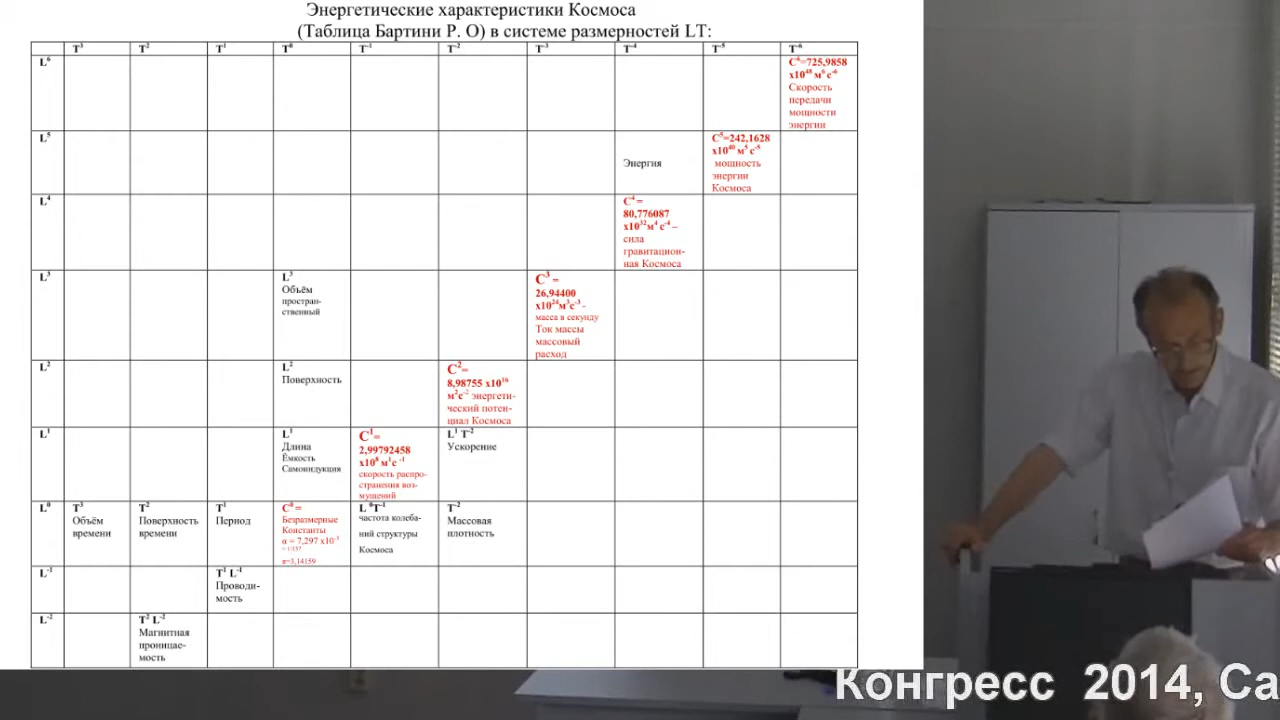 Энергетические характеристики Космоса
(Таблица Бартини Р. О) в системе размерностей LT:
T³ T² T¹ T⁰ T⁻¹ T⁻² T⁻³ T⁻⁴ T⁻⁵ T⁻⁶
L⁶
C⁶=725,9858
x10⁴⁸ м⁶ с⁻⁶
Скорость
передачи
мощности
энергии
L⁵
Энергия
C⁵=242,1628
x10⁴⁰ м⁵ с⁻⁵
мощность
энергии
Космоса
L⁴
C⁴ =
80,776087
x10³²м⁴ с⁻⁴ –
сила
гравитацион-
ная Космоса
L³
L³
Объём
простран-
ственный
C³ =
26,94400
x10²⁴м³с⁻³ -
масса в секунду
Ток массы
массовый
расход
L²
L²
Поверхность
C²=
8,98755 x10¹⁶
м²с⁻² энергети-
ческий потен-
циал Космоса
L¹
L¹
Длина
Ёмкость
Самоиндукция
C¹=
2,99792458
x10⁸ м¹с ⁻¹
скорость распро-
странения воз-
мущений
L¹ T⁻²
Ускорение
L⁰
T³
Объём
времени
T²
Поверхность
времени
T¹
Период
C⁰ =
Безразмерные
Константы
α = 7,297 x10⁻³
= 1/137
π=3,14159
L⁰T⁻¹
частота колеба-
ний структуры
Космоса
T⁻²
Массовая
плотность
L⁻¹
T¹ L⁻¹
Проводи-
мость
L⁻²
T² L⁻²
Магнитная
проницае-
мость
Конгресс 2014, Са